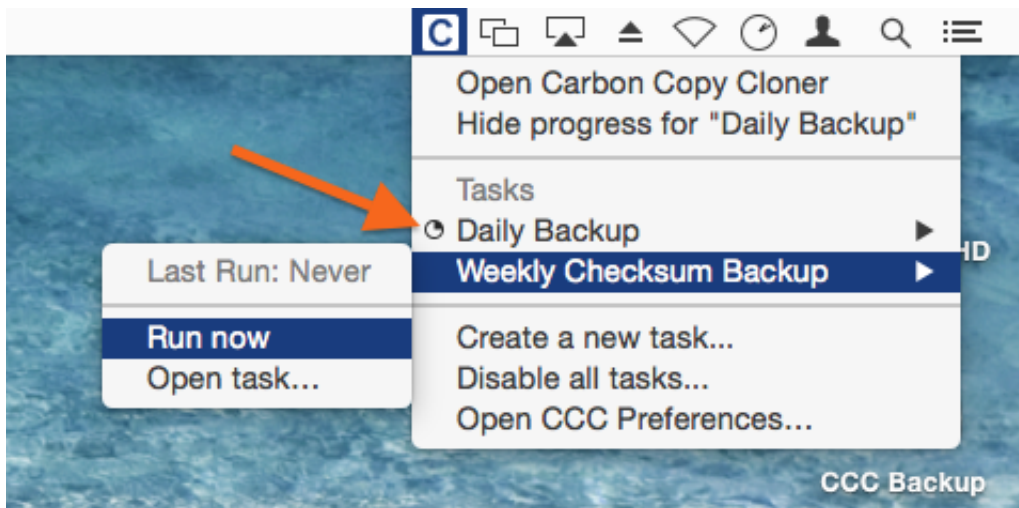 C
Open Carbon Copy Cloner
Hide progress for "Daily Backup"
Tasks
Daily Backup
HD
Weekly Checksum Backup
Last Run: Never
Run now
Open task...
Create a new task...
Disable all tasks...
Open CCC Preferences...
CCC Backup